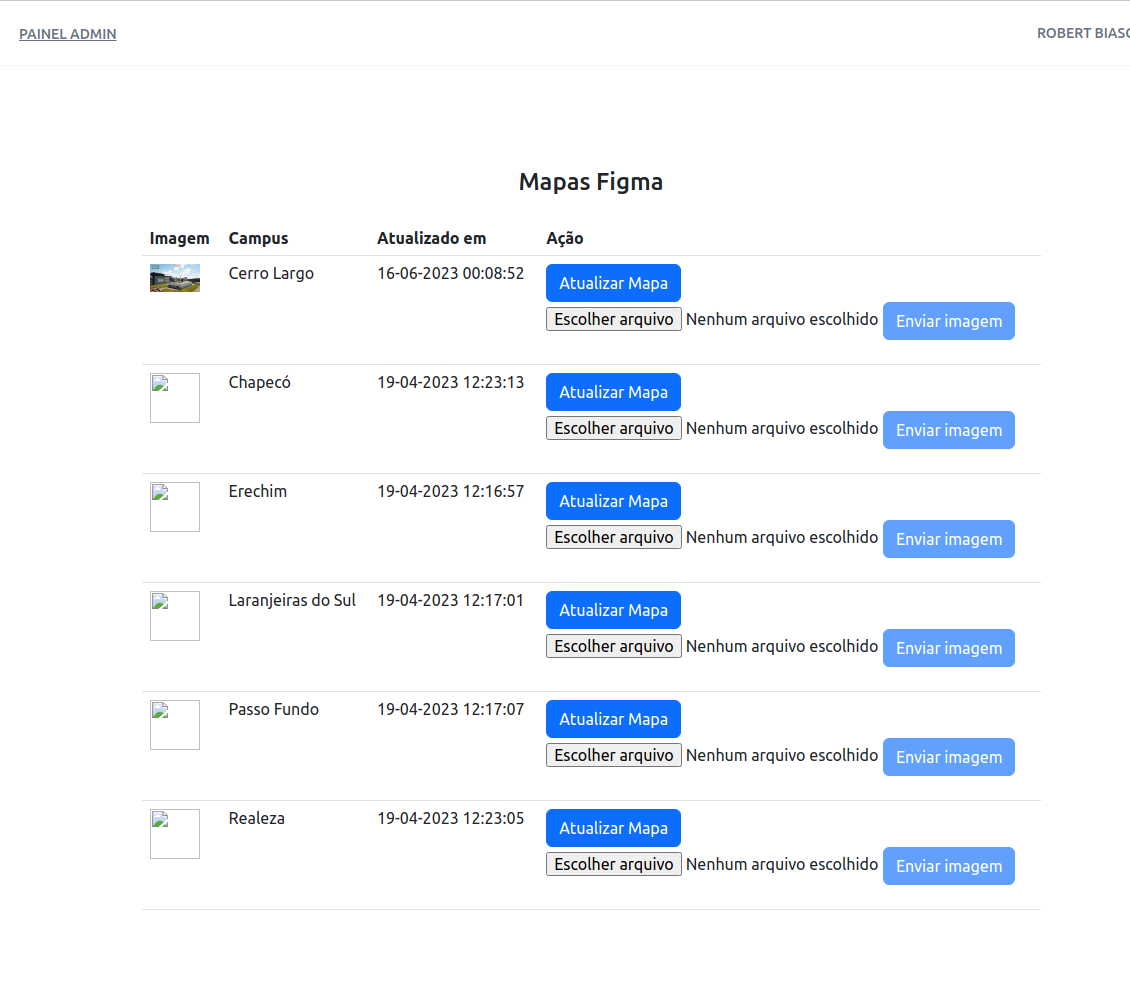 PAINEL ADMIN
ROBERT BIASC
Mapas Figma
Imagem Campus Atualizado em Ação
Cerro Largo 16-06-2023 00:08:52 Atualizar Mapa
Escolher arquivo Nenhum arquivo escolhido Enviar imagem
Chapecó 19-04-2023 12:23:13 Atualizar Mapa
Escolher arquivo Nenhum arquivo escolhido Enviar imagem
Erechim 19-04-2023 12:16:57 Atualizar Mapa
Escolher arquivo Nenhum arquivo escolhido Enviar imagem
Laranjeiras do Sul 19-04-2023 12:17:01 Atualizar Mapa
Escolher arquivo Nenhum arquivo escolhido Enviar imagem
Passo Fundo 19-04-2023 12:17:07 Atualizar Mapa
Escolher arquivo Nenhum arquivo escolhido Enviar imagem
Realeza 19-04-2023 12:23:05 Atualizar Mapa
Escolher arquivo Nenhum arquivo escolhido Enviar imagem